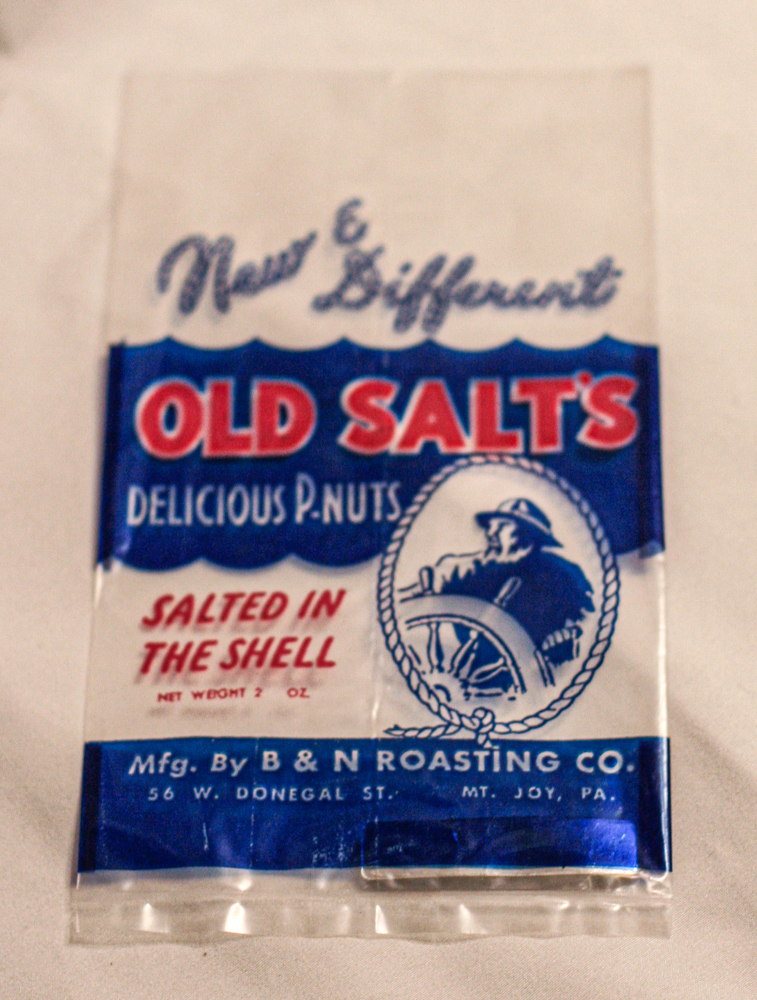 New &
Different
OLD SALT'S
DELICIOUS P-NUTS
SALTED IN
THE SHELL
NET WEIGHT 2 OZ.
Mfg. By B & N ROASTING CO.
56 W. DONEGAL ST. MT. JOY, PA.